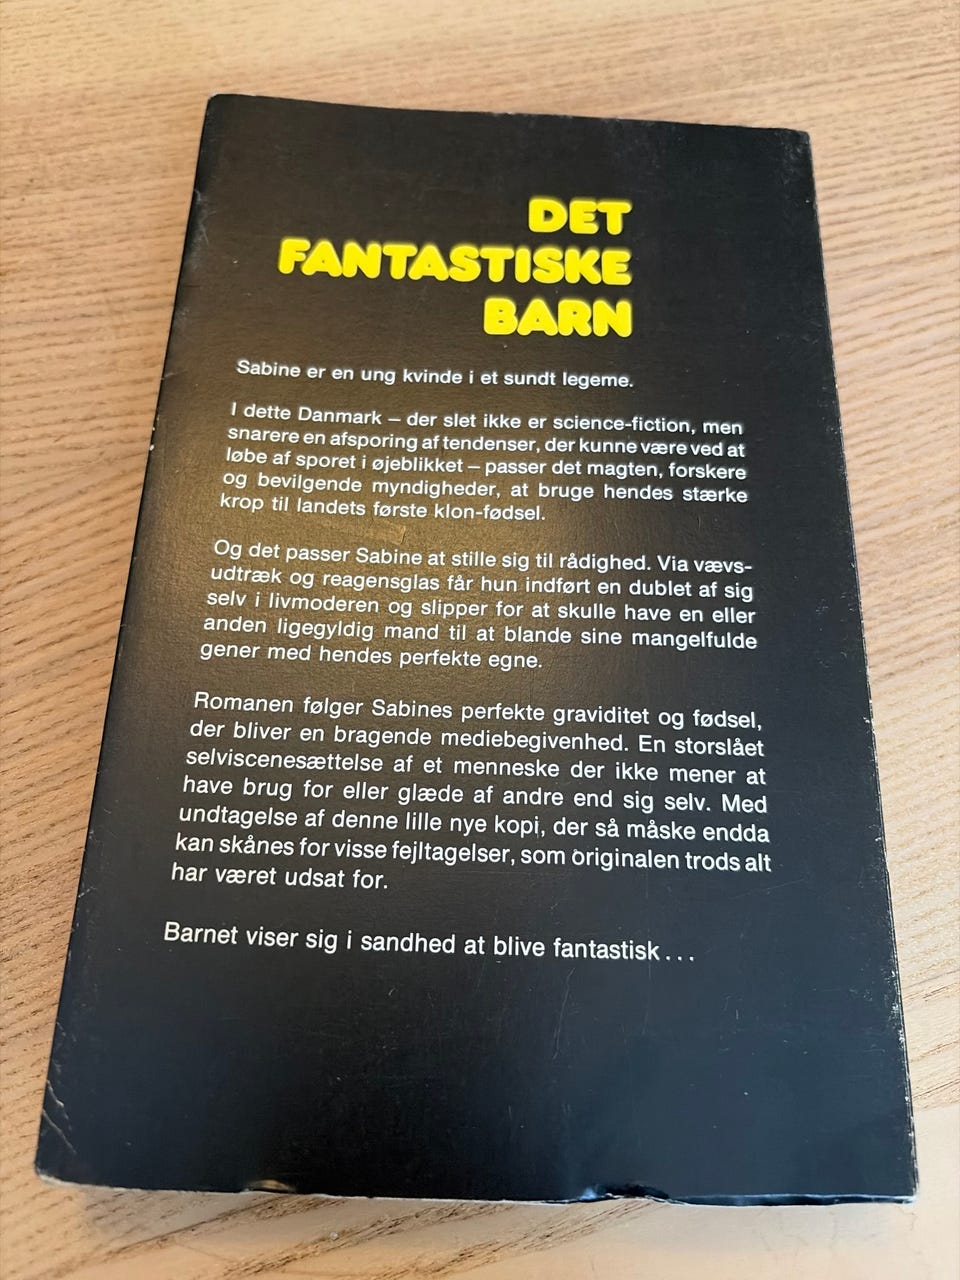 DET
FANTASTISKE
BARN
Sabine er en ung kvinde i et sundt legeme.
I dette Danmark – der slet ikke er science-fiction, men
snarere en afsporing af tendenser, der kunne være ved at
løbe af sporet i øjeblikket – passer det magten, forskere
og bevilgende myndigheder, at bruge hendes stærke
krop til landets første klon-fødsel.
Og det passer Sabine at stille sig til rådighed. Via vævs-
udtræk og reagensglas får hun indført en dublet af sig
selv i livmoderen og slipper for at skulle have en eller
anden ligegyldig mand til at blande sine mangelfulde
gener med hendes perfekte egne.
Romanen følger Sabines perfekte graviditet og fødsel,
der bliver en bragende mediebegivenhed. En storslået
selviscenesættelse af et menneske der ikke mener at
have brug for eller glæde af andre end sig selv. Med
undtagelse af denne lille nye kopi, der så måske endda
kan skånes for visse fejltagelser, som originalen trods alt
har været udsat for.
Barnet viser sig i sandhed at blive fantastisk . . .